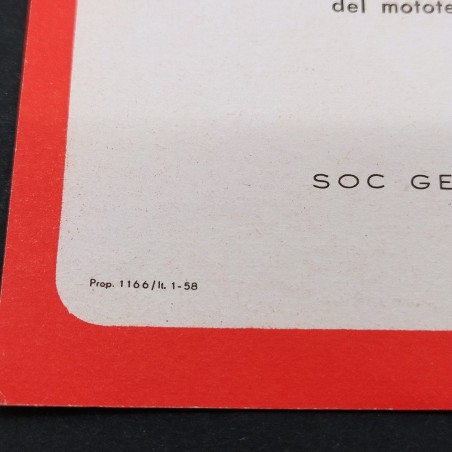 del motote
SOC GE
Prop. 1166/It. 1-58